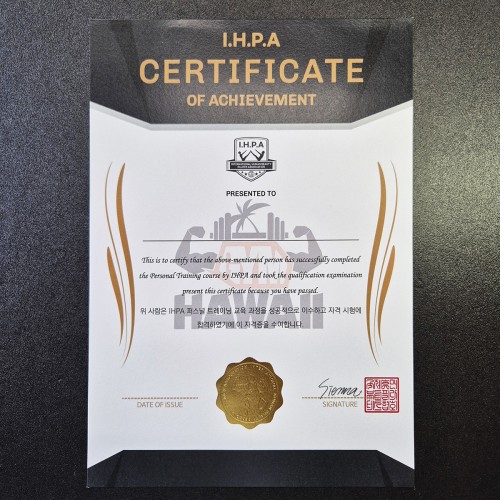 I.H.P.A
CERTIFICATE
OF ACHIEVEMENT
I.H.P.A
PRESENTED TO
This is to certify that the above-mentioned person has successfully completed
the Personal Training course by IHPA and took the qualification examination
present this certificate because you have passed.
HAWAII
위 사람은 IHPA 퍼스널 트레이닝 교육 과정을 성공적으로 이수하고 자격 시험에
합격하였기에 이 자격증을 수여합니다.
Sienna
DATE OF ISSUE
SIGNATURE